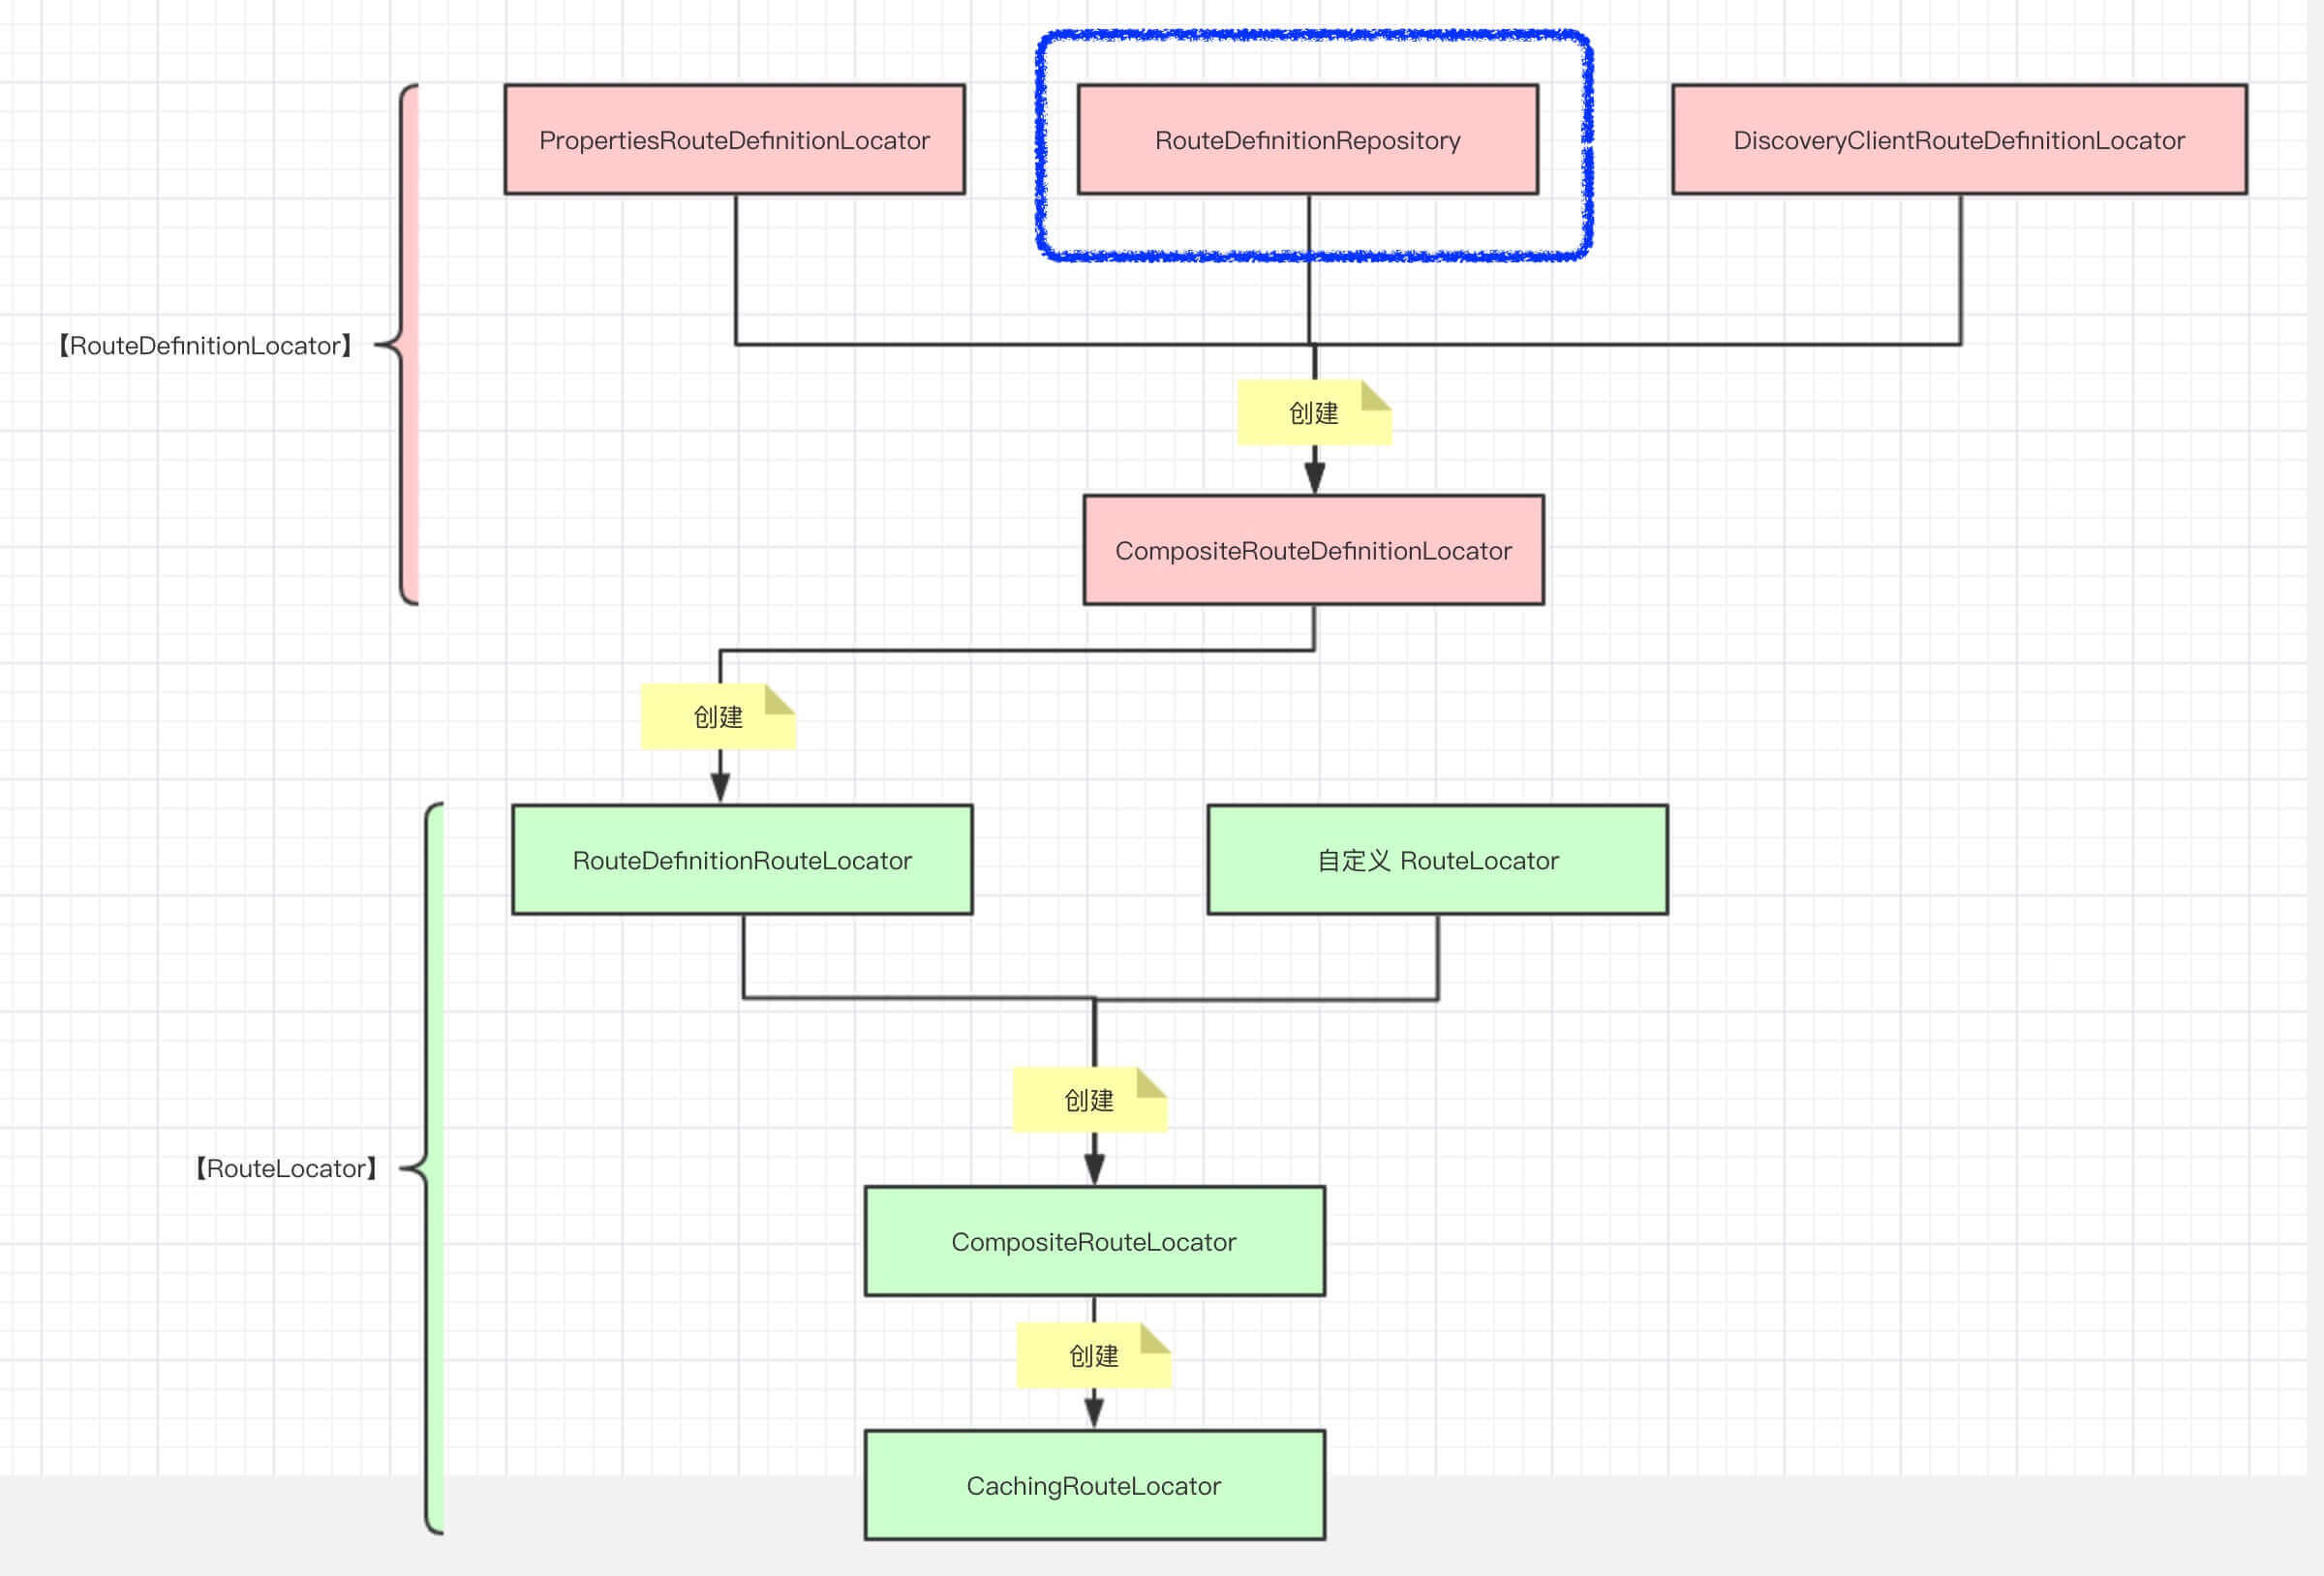 PropertiesRouteDefinitionLocator
RouteDefinitionRepository
DiscoveryClientRouteDefinitionLocator
【RouteDefinitionLocator】
创建
CompositeRouteDefinitionLocator
创建
RouteDefinitionRouteLocator
自定义 RouteLocator
创建
【RouteLocator】
CompositeRouteLocator
创建
CachingRouteLocator